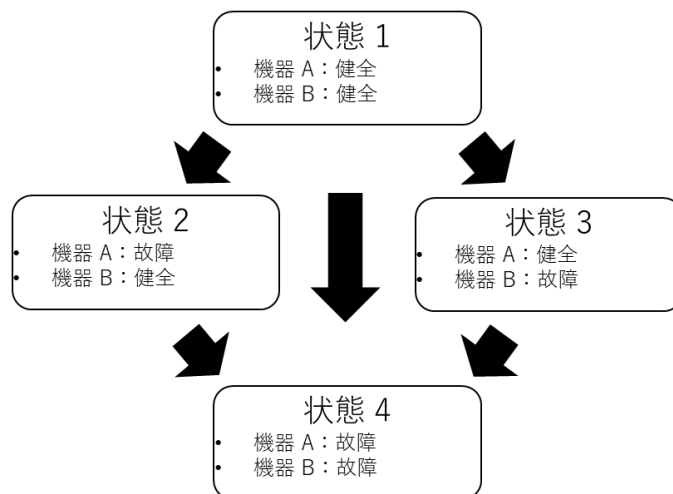 状態 1
• 機器 A：健全
• 機器 B：健全
状態 2
• 機器 A：故障
• 機器 B：健全
状態 3
• 機器 A：健全
• 機器 B：故障
状態 4
• 機器 A：故障
• 機器 B：故障